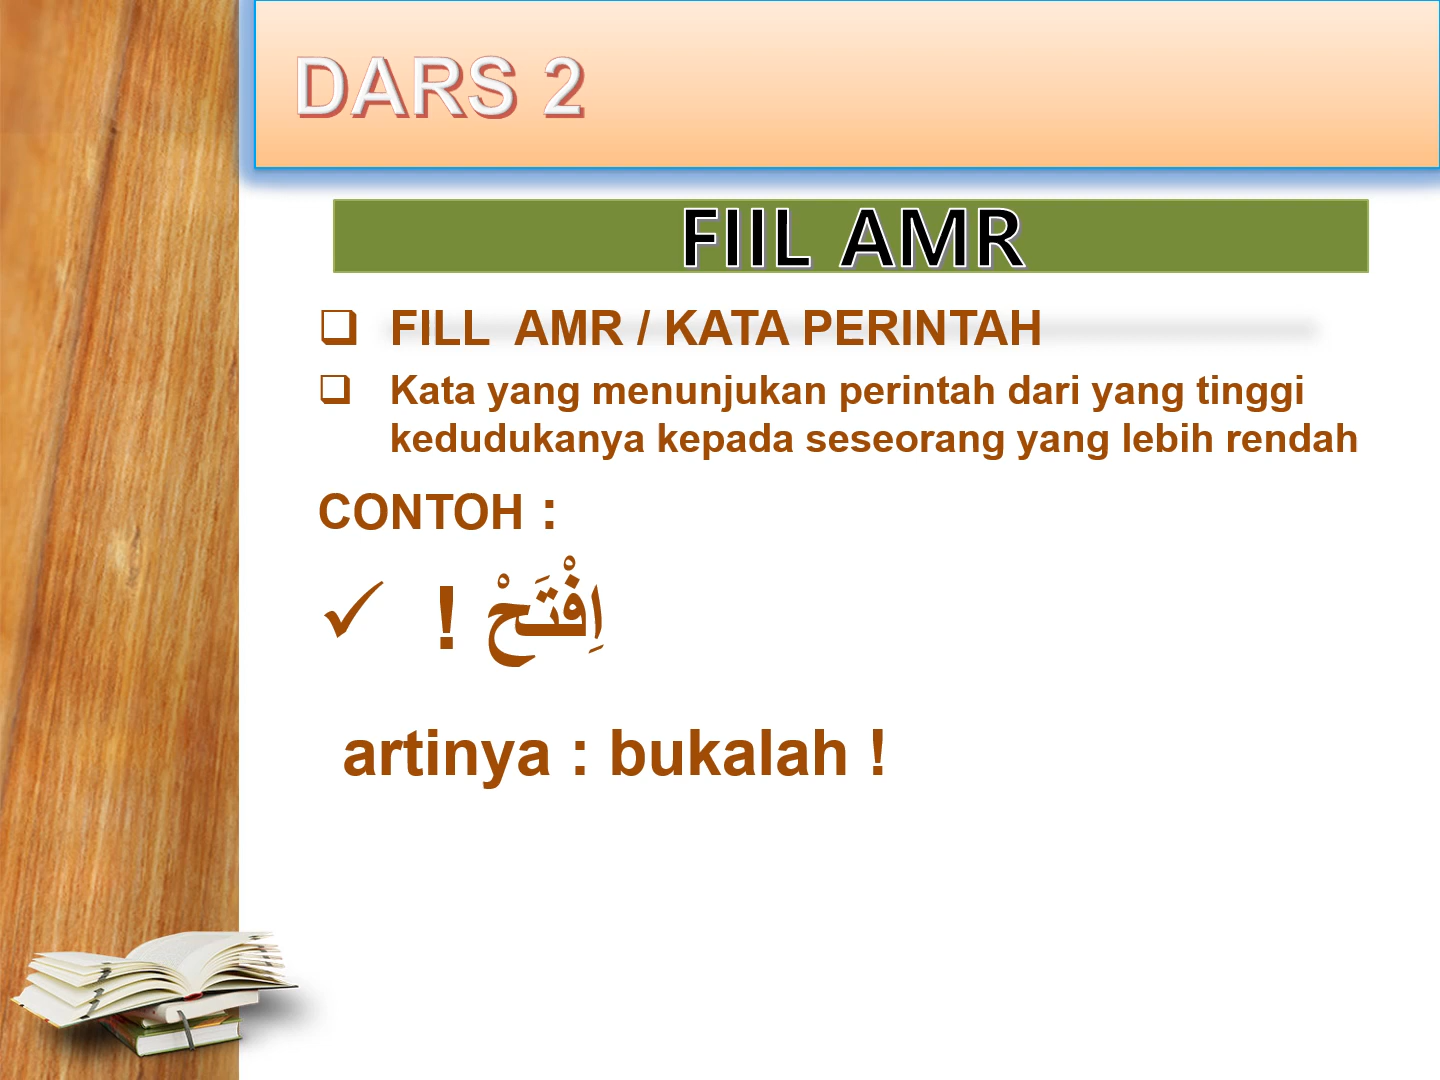 DARS 2
FIIL AMR
FILL AMR / KATA PERINTAH
Kata yang menunjukan perintah dari yang tinggi
kedudukanya kepada seseorang yang lebih rendah
CONTOH :
اِفْتَحْ !
artinya : bukalah !